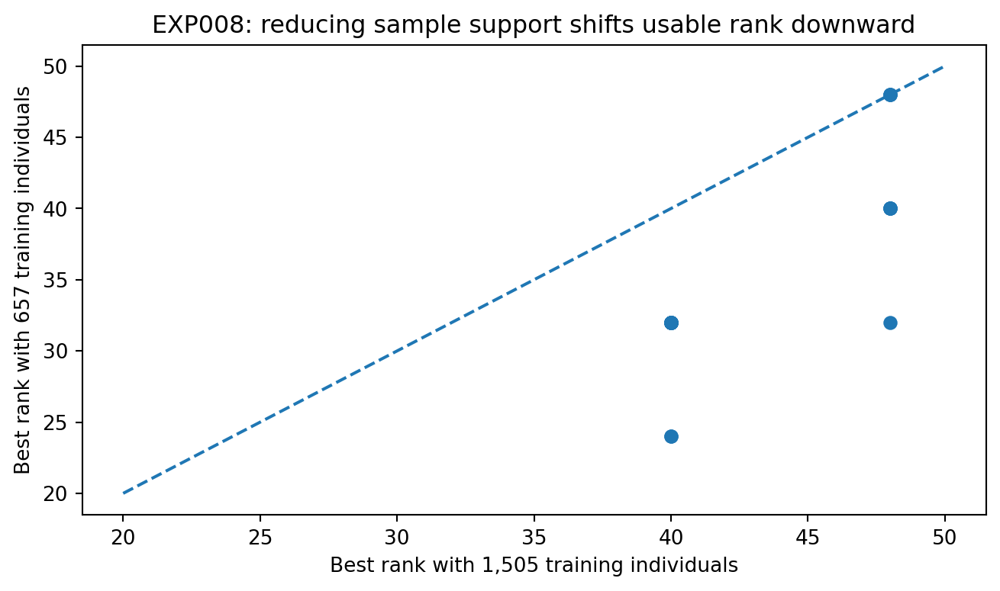 EXP008: reducing sample support shifts usable rank downward
Best rank with 657 training individuals
50
45
40
35
30
25
20
20 25 30 35 40 45 50
Best rank with 1,505 training individuals